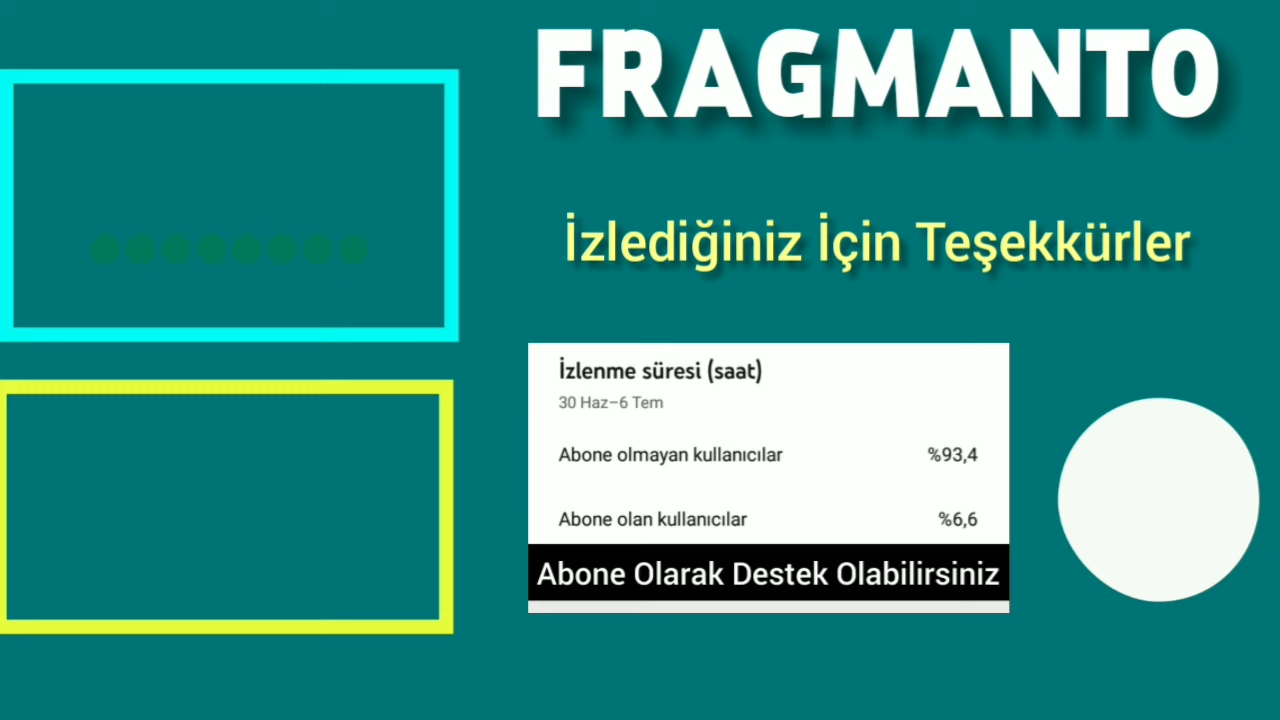 FRAGMANTO
İzlediğiniz İçin Teşekkürler
İzlenme süresi (saat)
30 Haz–6 Tem
Abone olmayan kullanıcılar %93,4
Abone olan kullanıcılar %6,6
Abone Olarak Destek Olabilirsiniz